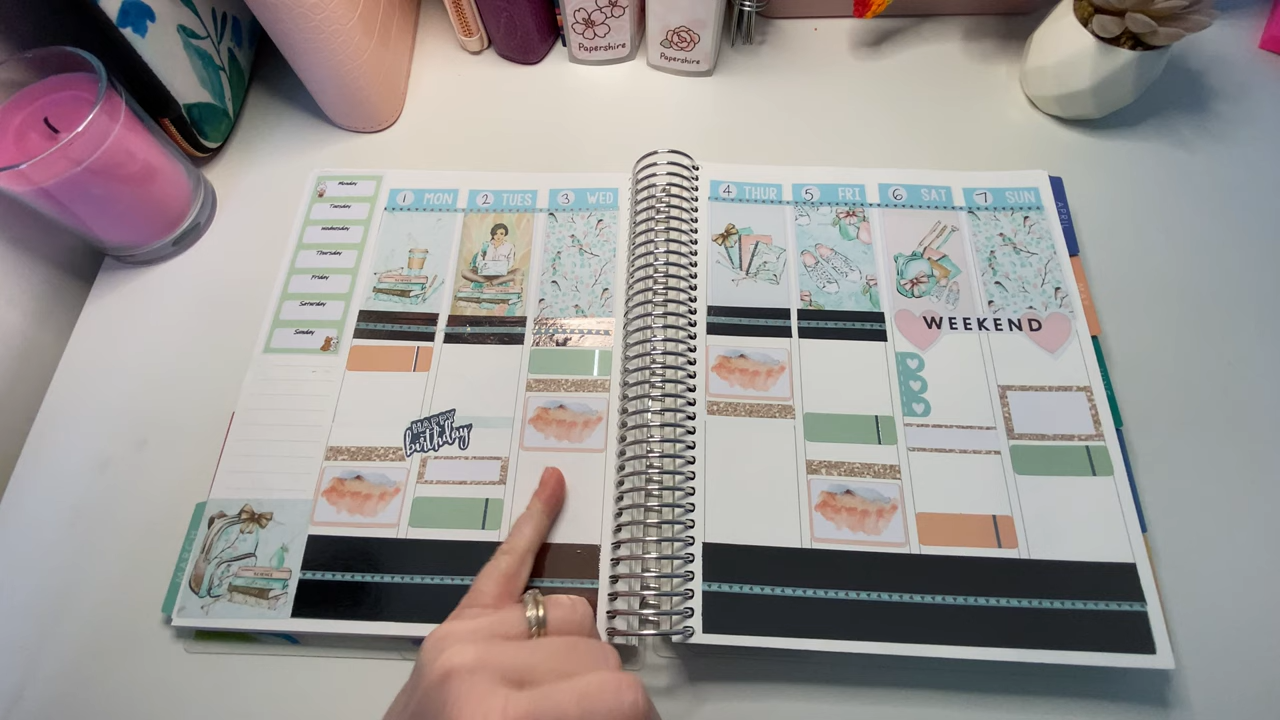 Papershire
Papershire
Monday
Tuesday
Wednesday
Thursday
Friday
Saturday
Sunday
1 MON
2 TUES
3 WED
4 THUR
5 FRI
6 SAT
7 SUN
WEEKEND
HAPPY
birthday
APRIL